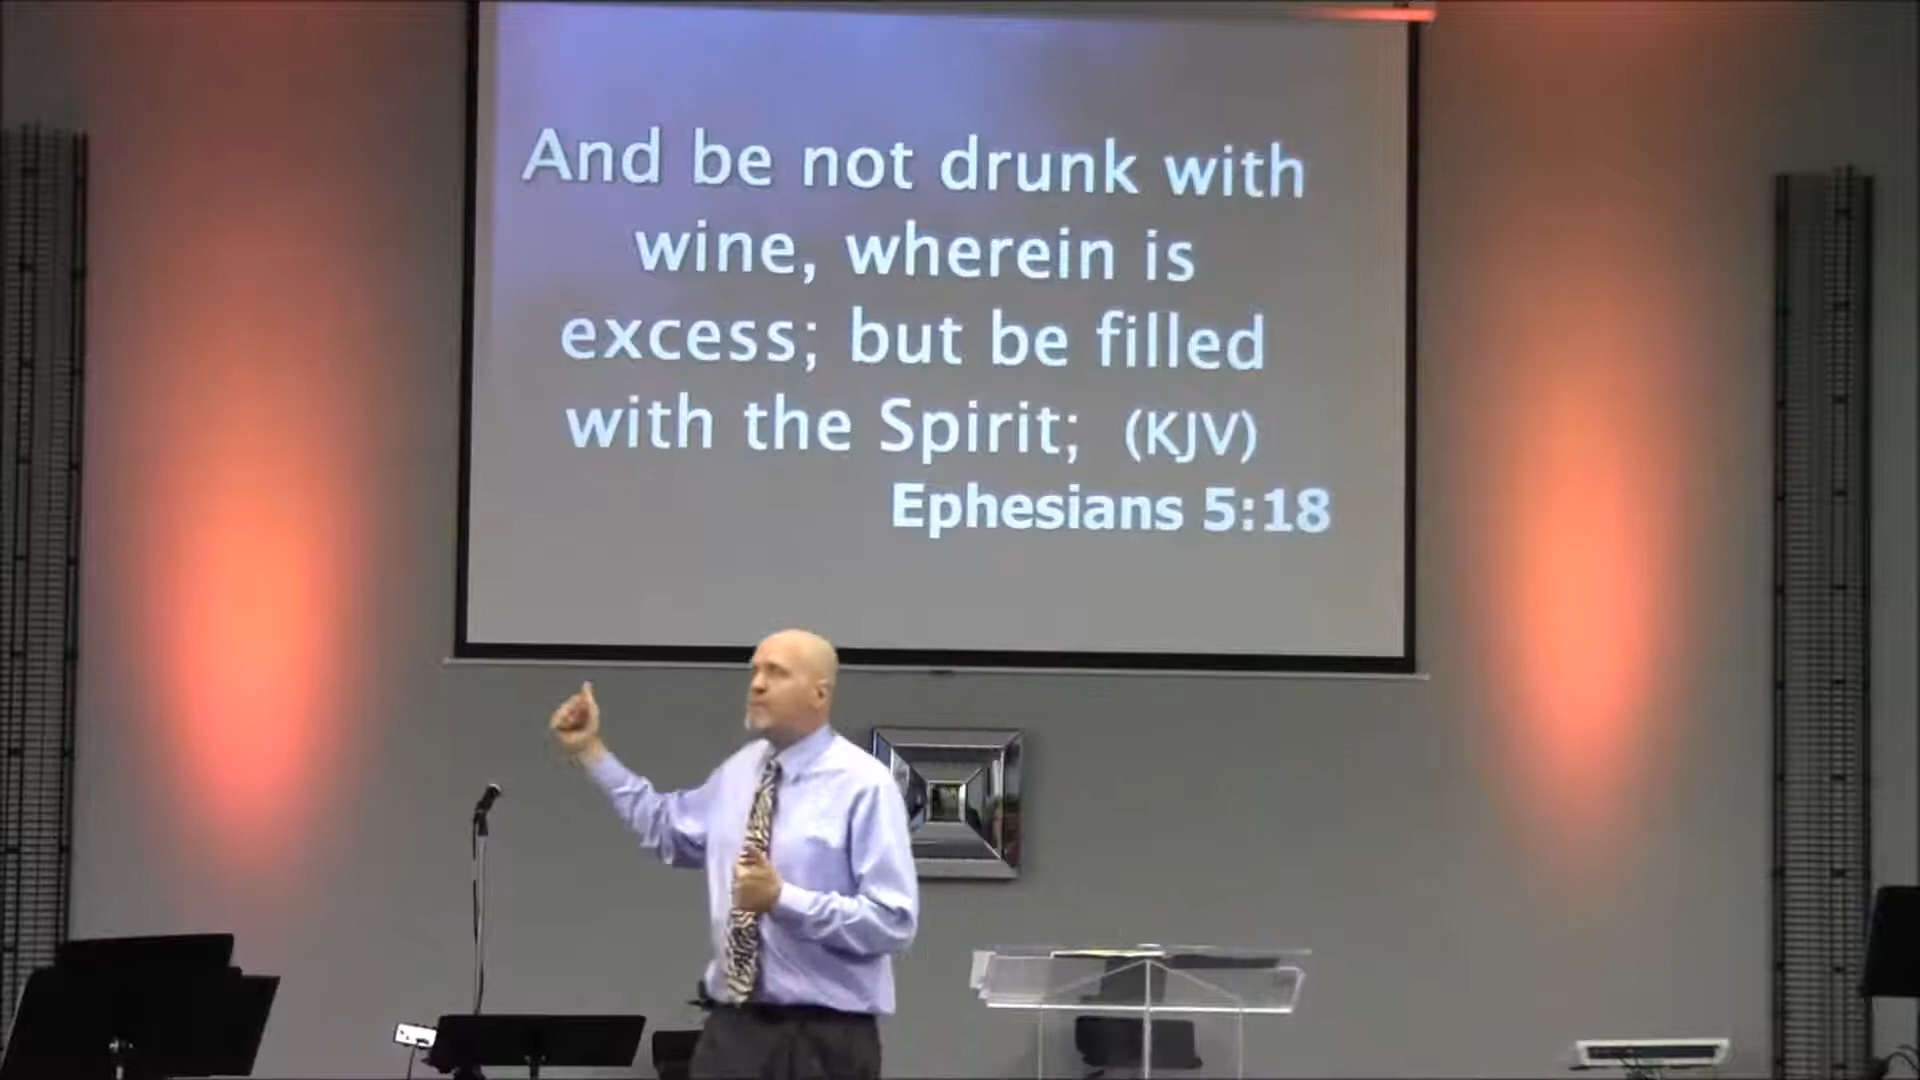 And be not drunk with
wine, wherein is
excess; but be filled
with the Spirit; (KJV)
Ephesians 5:18